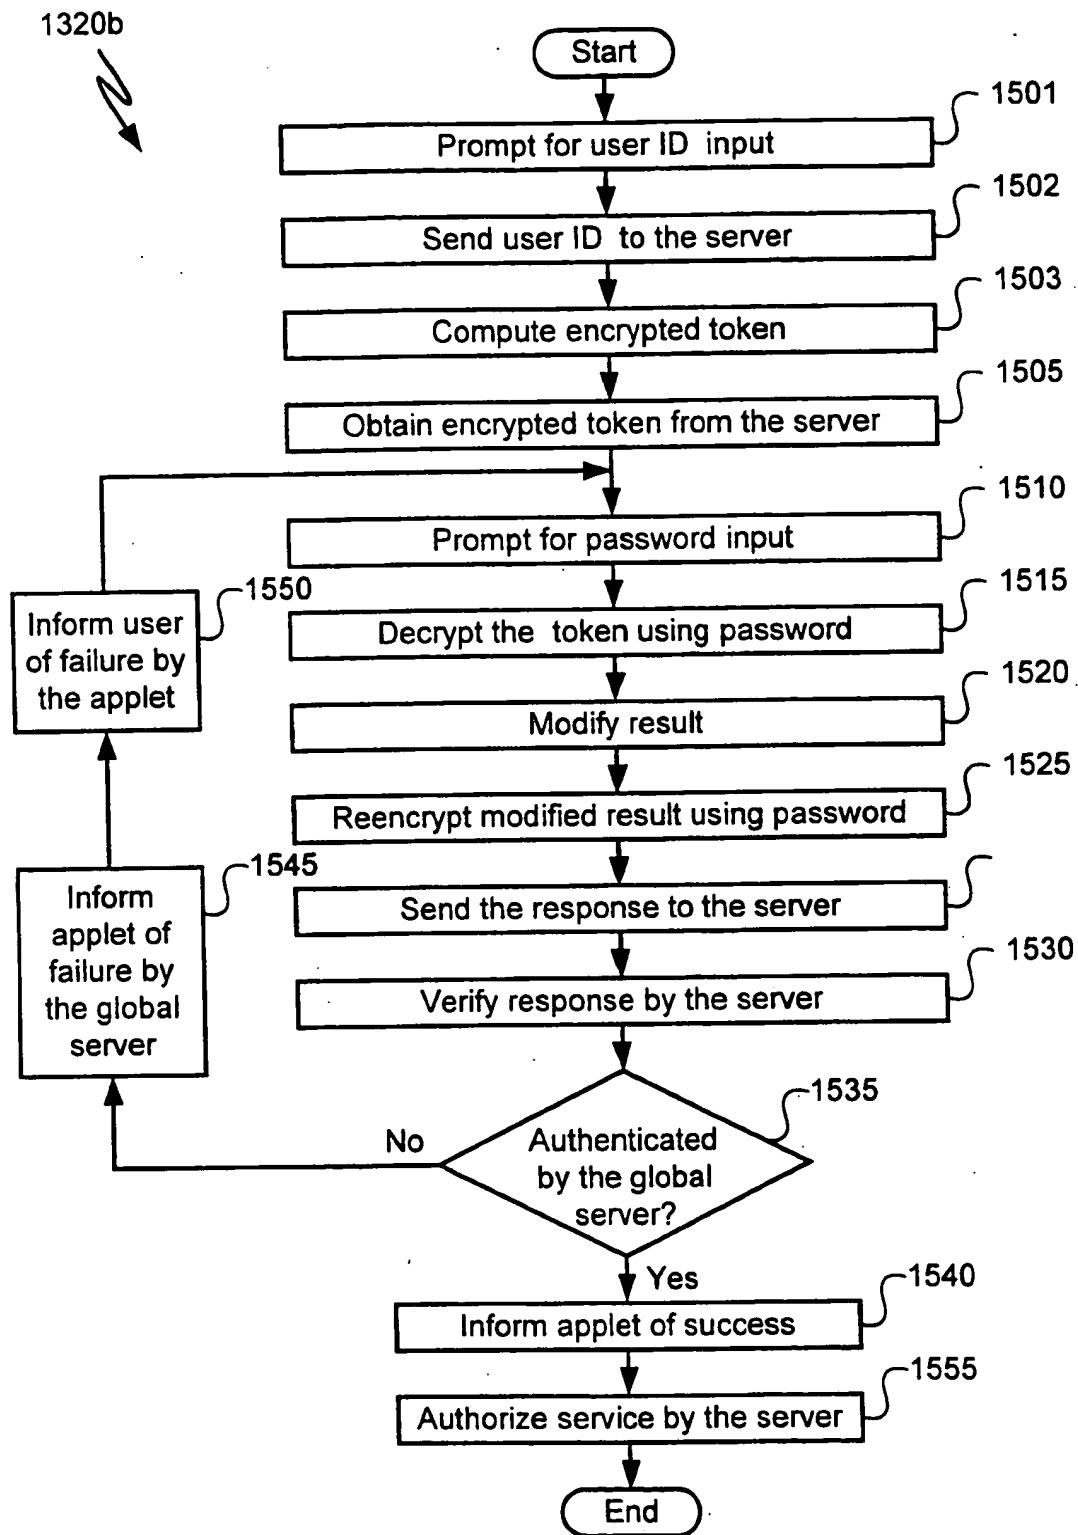 1320b
Start
1501
Prompt for user ID input
1502
Send user ID to the server
1503
Compute encrypted token
1505
Obtain encrypted token from the server
1510
Prompt for password input
1515
Decrypt the token using password
1520
Modify result
1525
Reencrypt modified result using password
Send the response to the server
1530
Verify response by the server
1535
Authenticated
by the global
server?
No
1545
Inform
applet of
failure by
the global
server
1550
Inform user
of failure by
the applet
Yes
1540
Inform applet of success
1555
Authorize service by the server
End